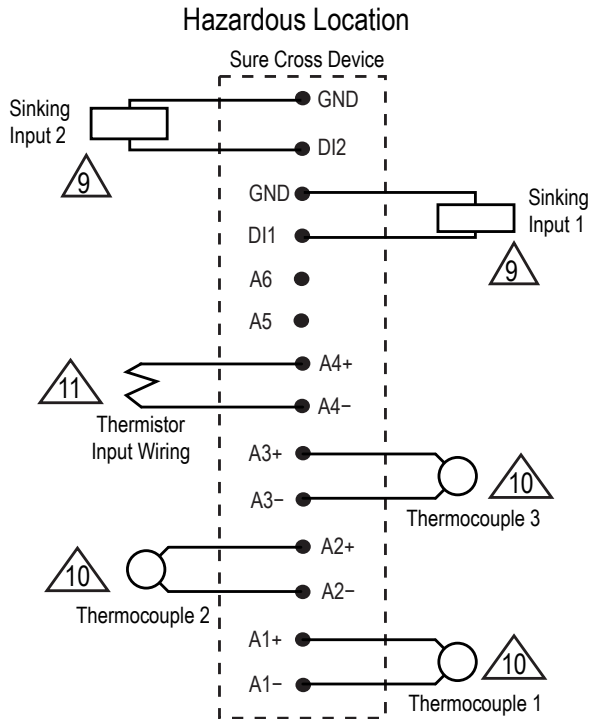 Hazardous Location
Sure Cross Device
GND
Sinking
Input 2
DI2
9
GND
Sinking
Input 1
DI1
9
A6
A5
A4+
11
A4−
Thermistor
Input Wiring
A3+
10
A3−
Thermocouple 3
A2+
10
A2−
Thermocouple 2
A1+
10
A1−
Thermocouple 1